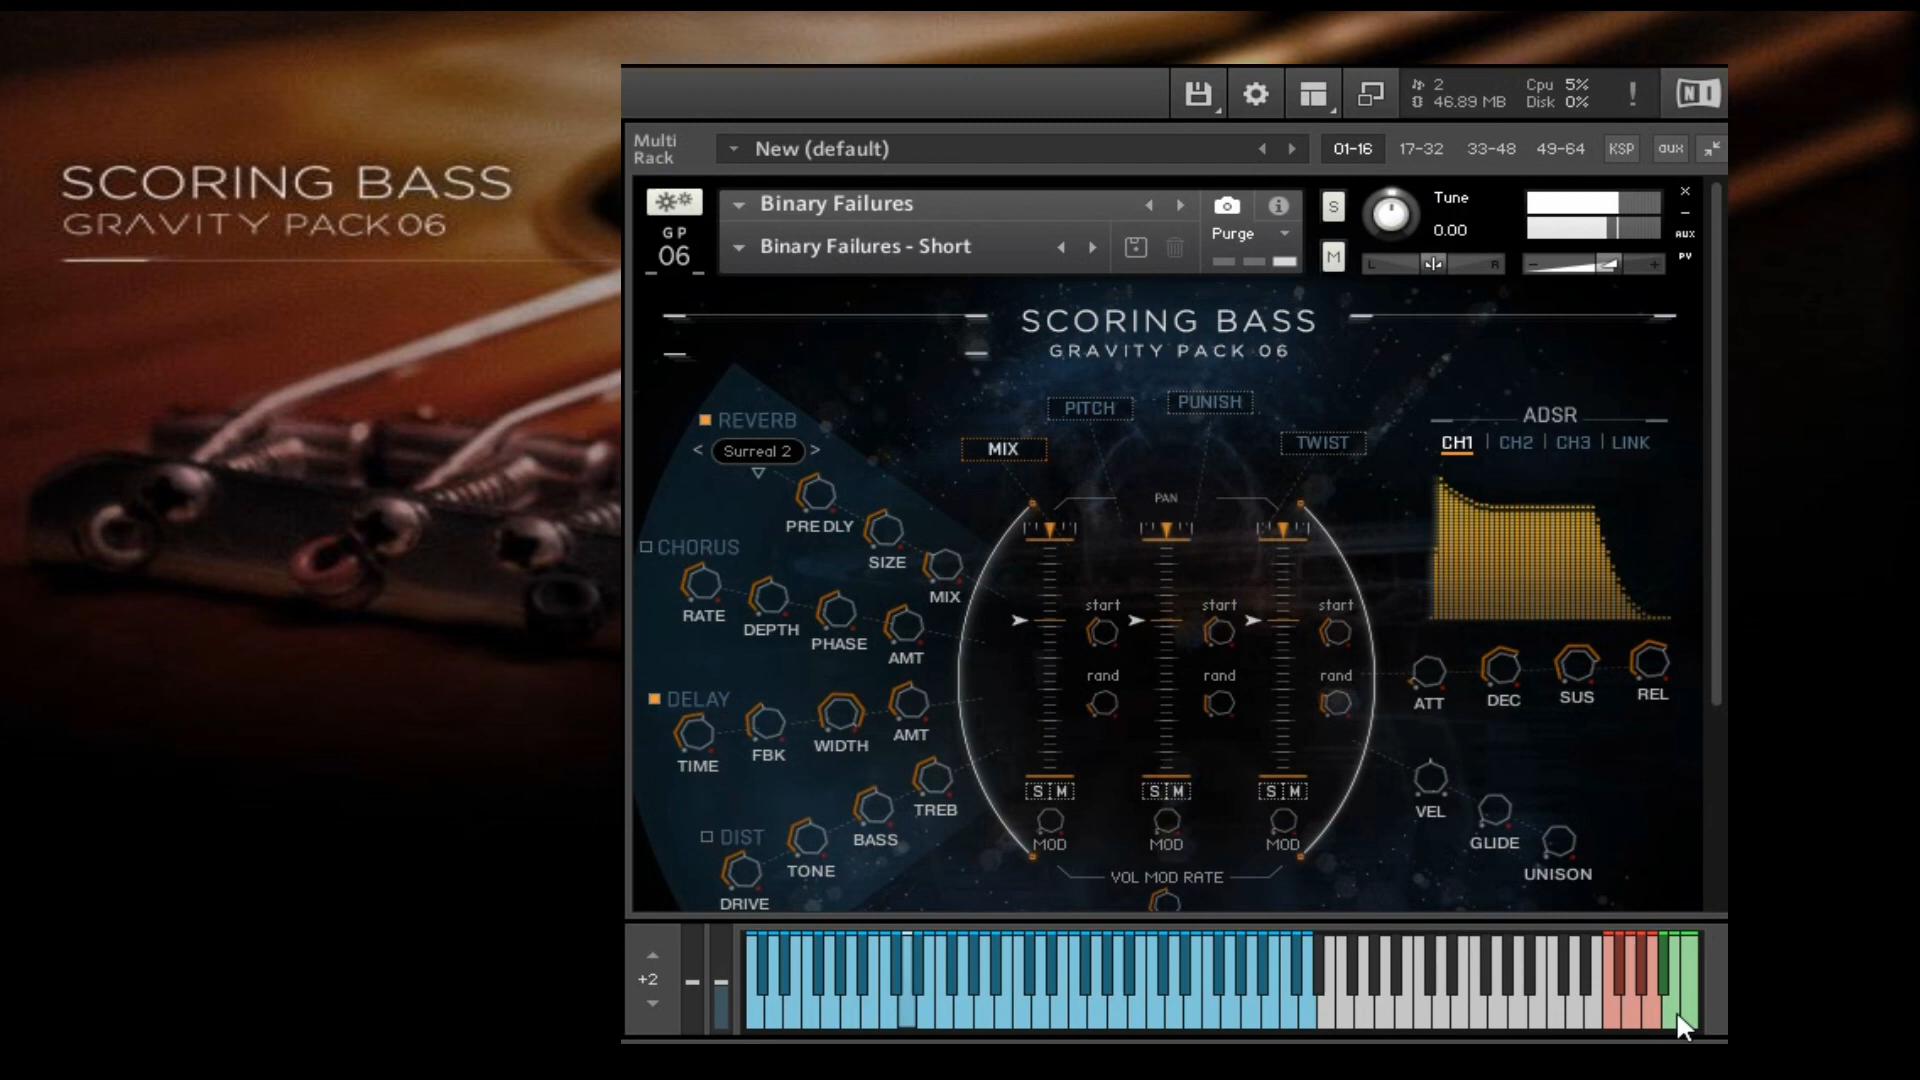 SCORING BASS
GRAVITY PACK 06
2
46.89 MB
Cpu 5%
Disk 0%
!
NI
Multi
Rack
New (default)
01-16
17-32
33-48
49-64
KSP
aux
GP
06
Binary Failures
Binary Failures - Short
Purge
S
M
Tune
0.00
L
R
-
+
x
AUX
PV
SCORING BASS
GRAVITY PACK 06
REVERB
< Surreal 2 >
PRE DLY
SIZE
MIX
CHORUS
RATE
DEPTH
PHASE
AMT
DELAY
TIME
FBK
WIDTH
AMT
DIST
DRIVE
TONE
BASS
TREB
MIX
PITCH
PUNISH
TWIST
PAN
start
start
start
rand
rand
rand
S M
S M
S M
MOD
MOD
MOD
VOL MOD RATE
ADSR
CH1 | CH2 | CH3 | LINK
ATT
DEC
SUS
REL
VEL
GLIDE
UNISON
+2